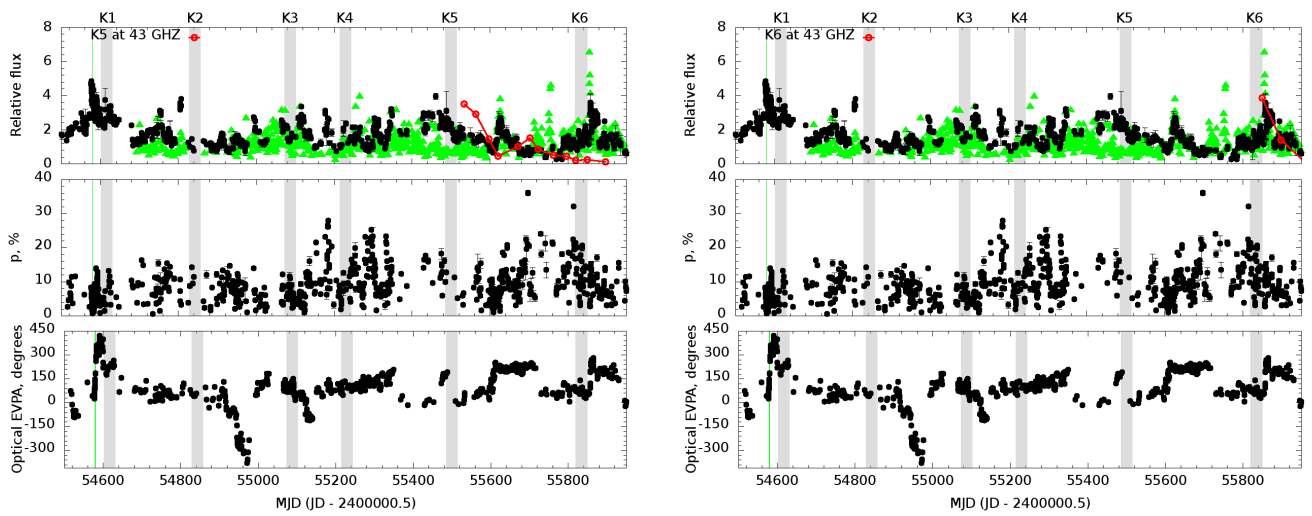 K1 K2 K3 K4 K5 K6
K5 at 43 GHZ
Relative flux
8
6
4
2
0
p, %
40
30
20
10
0
Optical EVPA, degrees
450
300
150
0
-150
-300
54600 54800 55000 55200 55400 55600 55800
MJD (JD - 2400000.5)
K1 K2 K3 K4 K5 K6
K6 at 43 GHZ
Relative flux
8
6
4
2
0
p, %
40
30
20
10
0
Optical EVPA, degrees
450
300
150
0
-150
-300
54600 54800 55000 55200 55400 55600 55800
MJD (JD - 2400000.5)